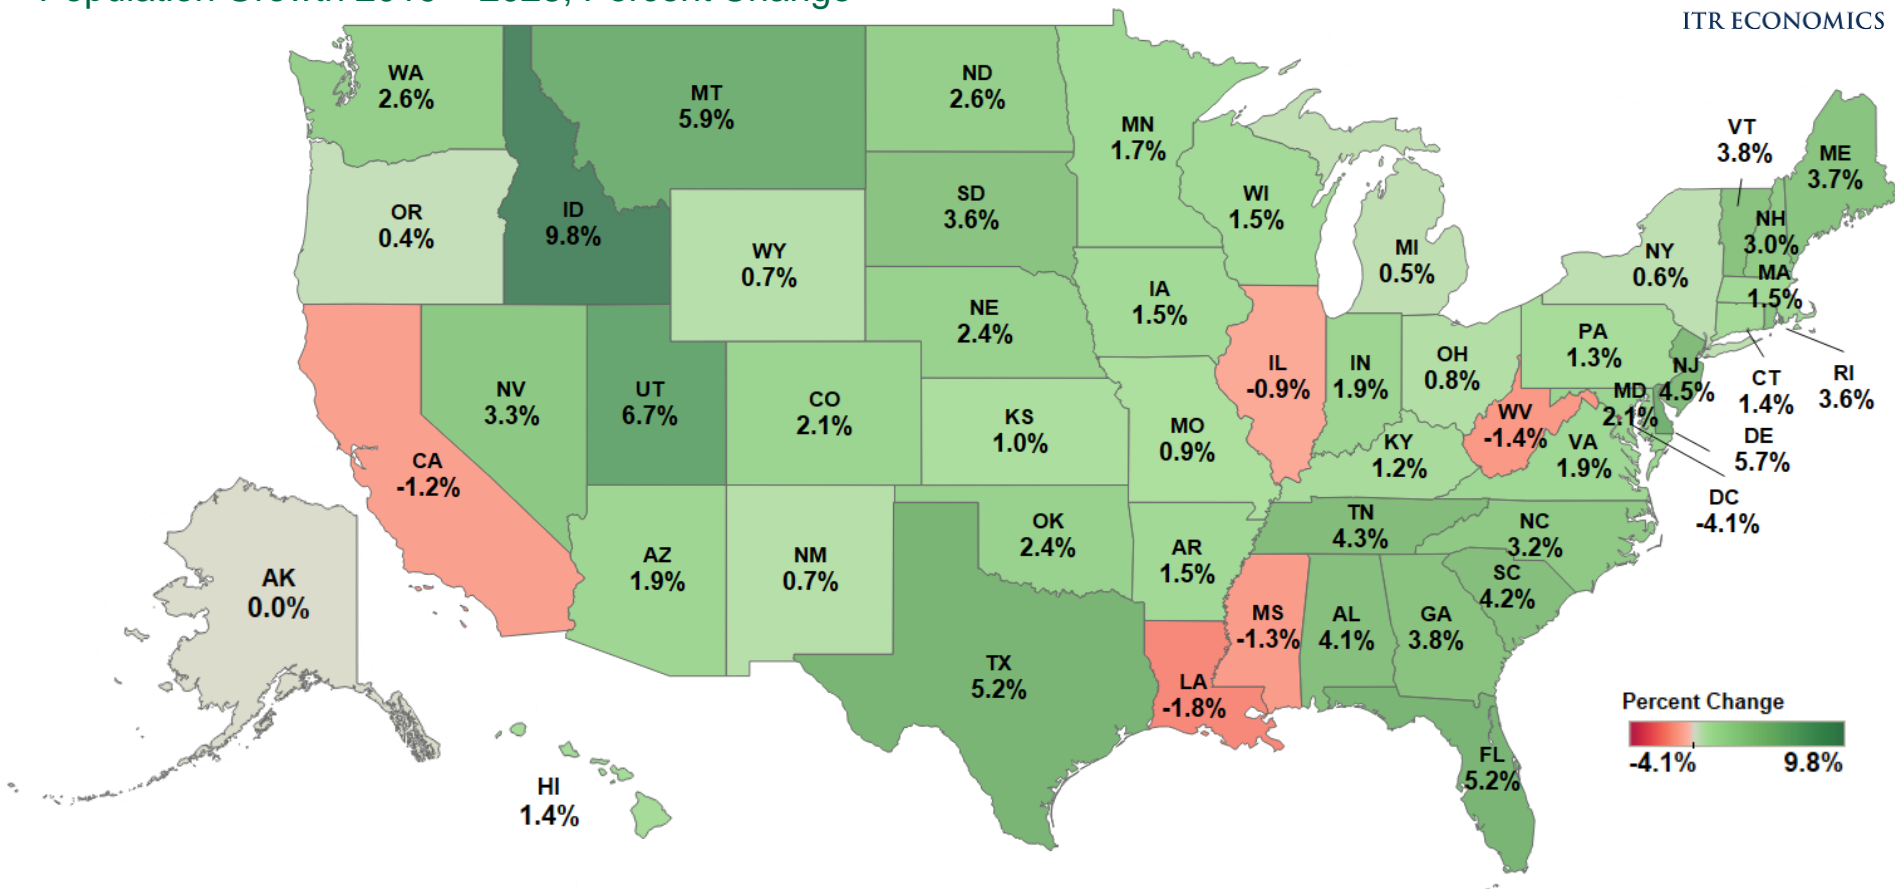 ITR ECONOMICS
WA
2.6%
MT
5.9%
ND
2.6%
MN
1.7%
VT
3.8%
ME
3.7%
OR
0.4%
ID
9.8%
WY
0.7%
SD
3.6%
WI
1.5%
MI
0.5%
NY
0.6%
NH
3.0%
MA
1.5%
NE
2.4%
IA
1.5%
PA
1.3%
NJ
4.5%
CT
1.4%
RI
3.6%
NV
3.3%
UT
6.7%
CO
2.1%
KS
1.0%
MO
0.9%
IL
-0.9%
IN
1.9%
OH
0.8%
WV
-1.4%
MD
2.1%
DE
5.7%
DC
-4.1%
CA
-1.2%
KY
1.2%
VA
1.9%
AZ
1.9%
NM
0.7%
OK
2.4%
AR
1.5%
TN
4.3%
NC
3.2%
SC
4.2%
AK
0.0%
TX
5.2%
LA
-1.8%
MS
-1.3%
AL
4.1%
GA
3.8%
FL
5.2%
HI
1.4%
Percent Change
-4.1%
9.8%